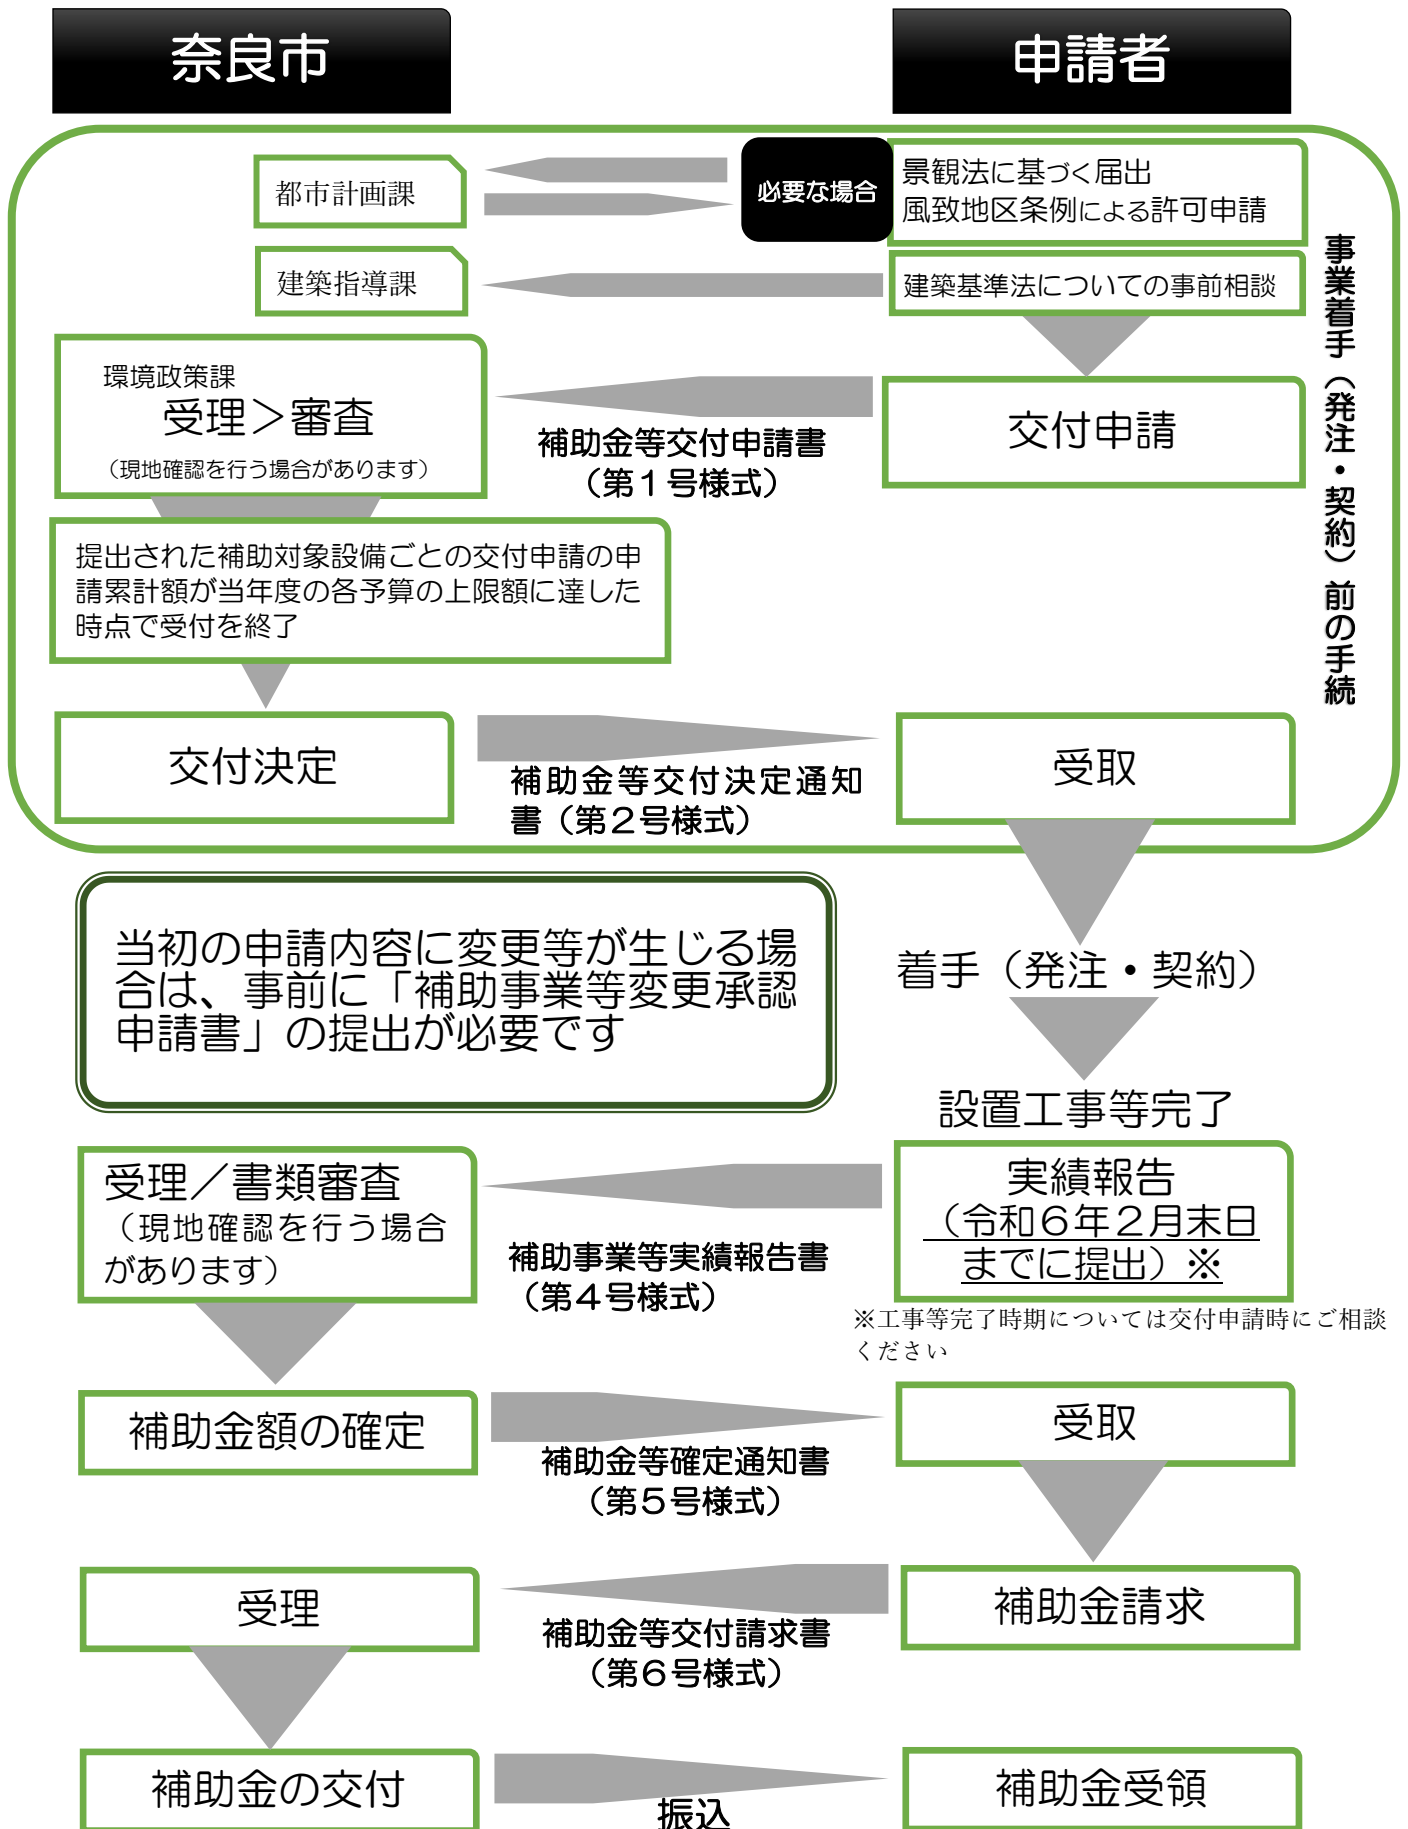 奈良市
申請者
都市計画課
必要な場合
景観法に基づく届出
風致地区条例による許可申請
建築指導課
建築基準法についての事前相談
事業着手（発注・契約）前の手続
環境政策課
受理＞審査
（現地確認を行う場合があります）
補助金等交付申請書
（第１号様式）
交付申請
提出された補助対象設備ごとの交付申請の申
請累計額が当年度の各予算の上限額に達した
時点で受付を終了
交付決定
補助金等交付決定通知
書（第２号様式）
受取
当初の申請内容に変更等が生じる場
合は、事前に「補助事業等変更承認
申請書」の提出が必要です
着手（発注・契約）
設置工事等完了
受理／書類審査
（現地確認を行う場合
があります）
補助事業等実績報告書
（第４号様式）
実績報告
（令和６年２月末日
までに提出）※
※工事等完了時期については交付申請時にご相談
ください
補助金額の確定
補助金等確定通知書
（第５号様式）
受取
受理
補助金等交付請求書
（第６号様式）
補助金請求
補助金の交付
振込
補助金受領